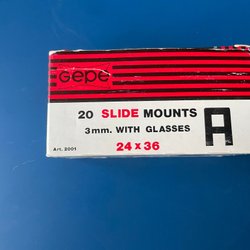 Gepe
20 SLIDE MOUNTS
3mm. WITH GLASSES
24 x 36
A
Art. 2001